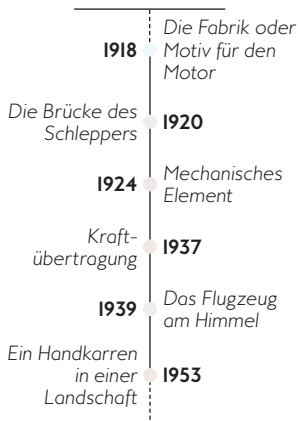 1918
Die Fabrik oder
Motiv für den
Motor
Die Brücke des
Schleppers
1920
1924
Mechanisches
Element
Kraft-
übertragung
1937
1939
Das Flugzeug
am Himmel
Ein Handkarren
in einer
Landschaft
1953